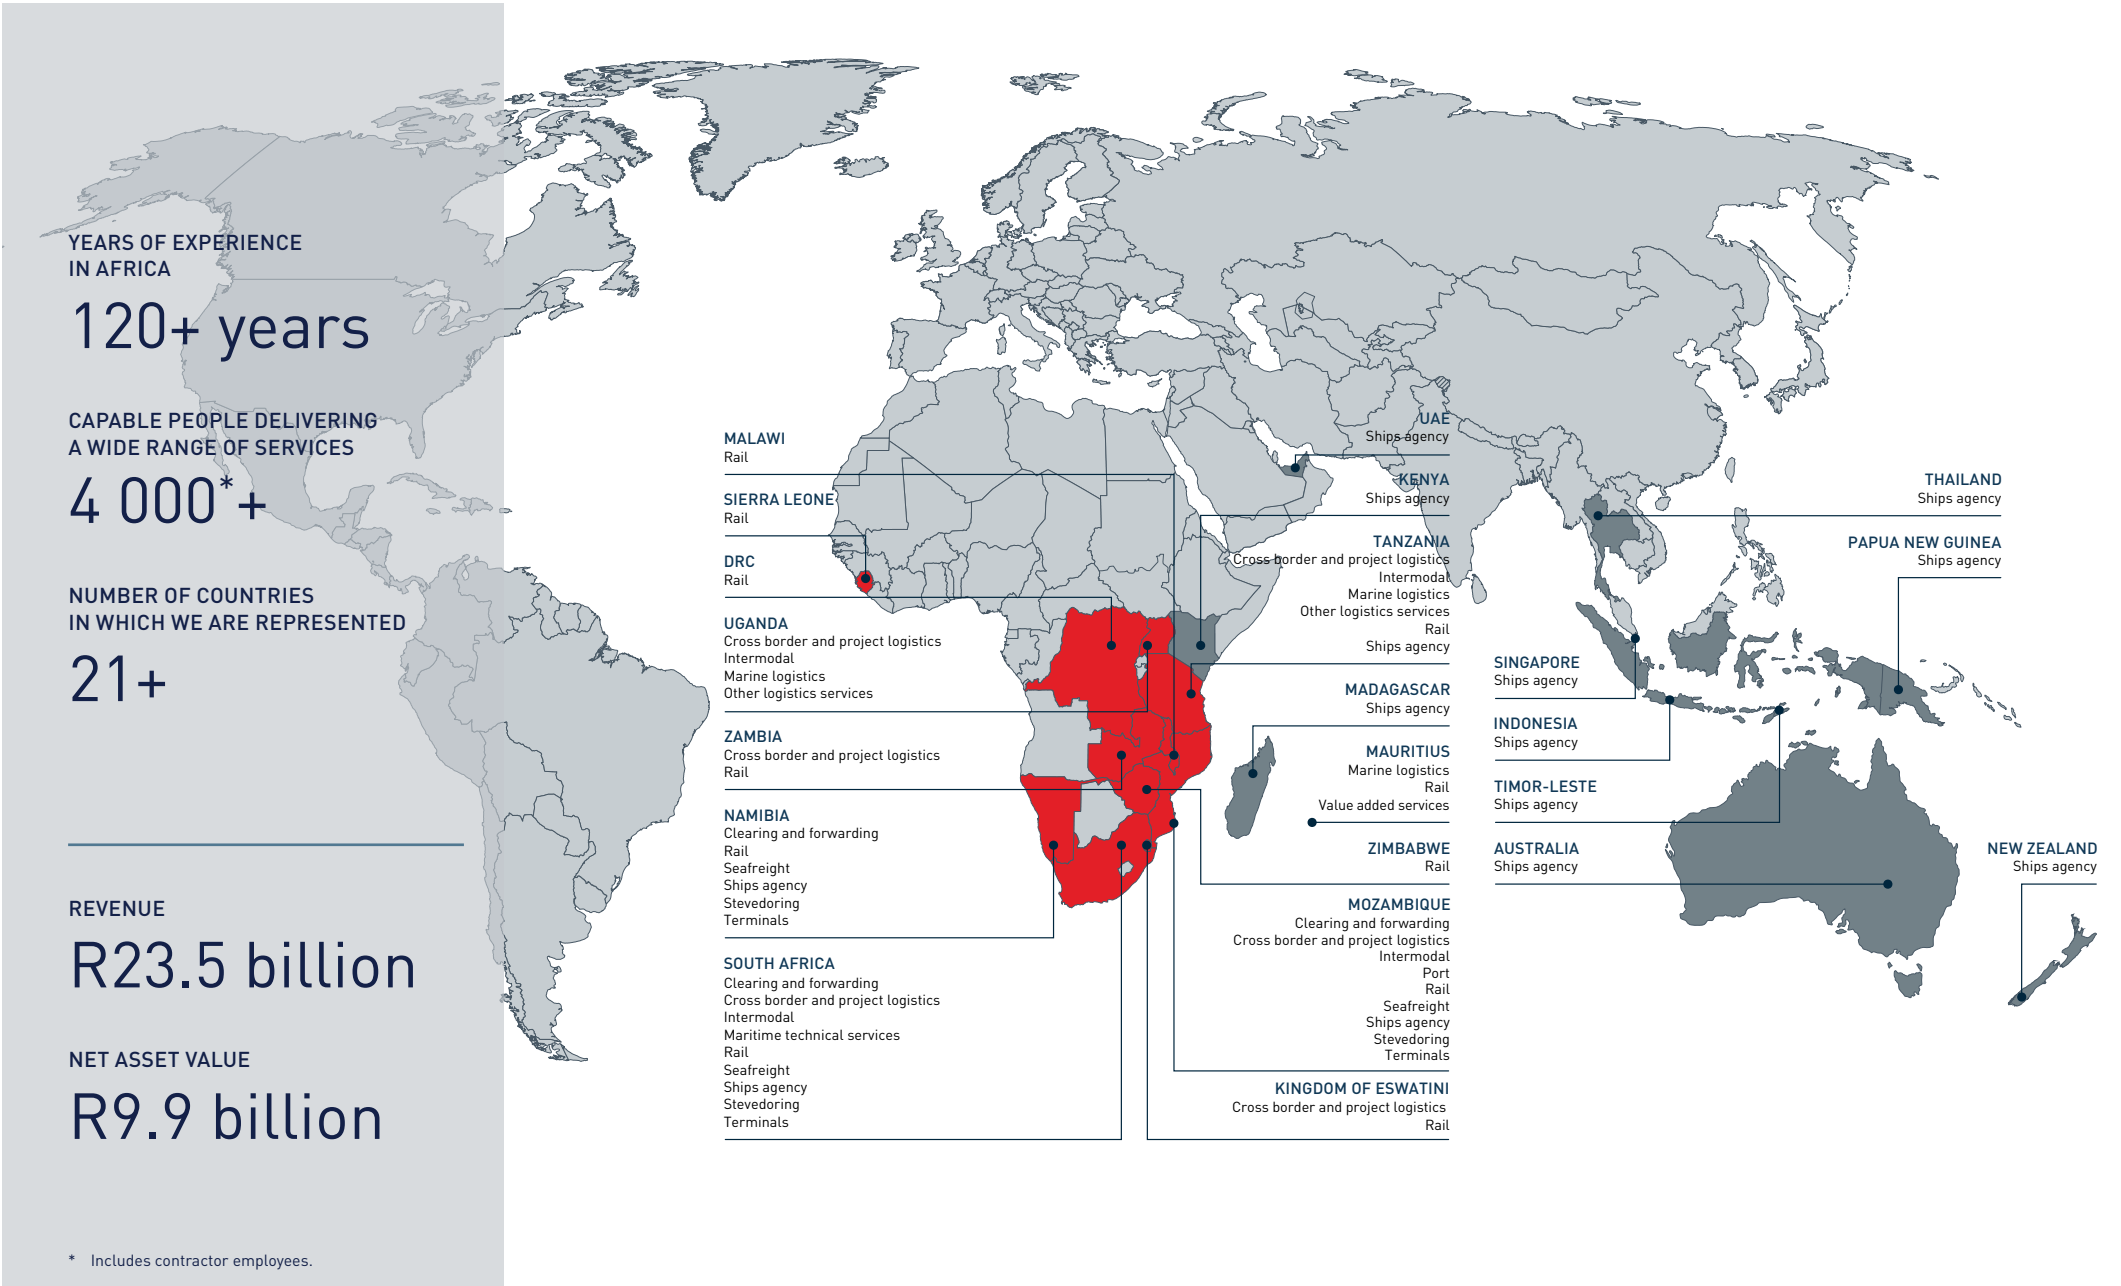 YEARS OF EXPERIENCE
IN AFRICA
120+ years
CAPABLE PEOPLE DELIVERING
A WIDE RANGE OF SERVICES
4 000*+
NUMBER OF COUNTRIES
IN WHICH WE ARE REPRESENTED
21+
REVENUE
R23.5 billion
NET ASSET VALUE
R9.9 billion
* Includes contractor employees.
MALAWI
Rail
SIERRA LEONE
Rail
DRC
Rail
UGANDA
Cross border and project logistics
Intermodal
Marine logistics
Other logistics services
ZAMBIA
Cross border and project logistics
Rail
NAMIBIA
Clearing and forwarding
Rail
Seafreight
Ships agency
Stevedoring
Terminals
SOUTH AFRICA
Clearing and forwarding
Cross border and project logistics
Intermodal
Maritime technical services
Rail
Seafreight
Ships agency
Stevedoring
Terminals
UAE
Ships agency
KENYA
Ships agency
TANZANIA
Cross border and project logistics
Intermodal
Marine logistics
Other logistics services
Rail
Ships agency
MADAGASCAR
Ships agency
MAURITIUS
Marine logistics
Rail
Value added services
ZIMBABWE
Rail
MOZAMBIQUE
Clearing and forwarding
Cross border and project logistics
Intermodal
Port
Rail
Seafreight
Ships agency
Stevedoring
Terminals
KINGDOM OF ESWATINI
Cross border and project logistics
Rail
THAILAND
Ships agency
PAPUA NEW GUINEA
Ships agency
SINGAPORE
Ships agency
INDONESIA
Ships agency
TIMOR-LESTE
Ships agency
AUSTRALIA
Ships agency
NEW ZEALAND
Ships agency